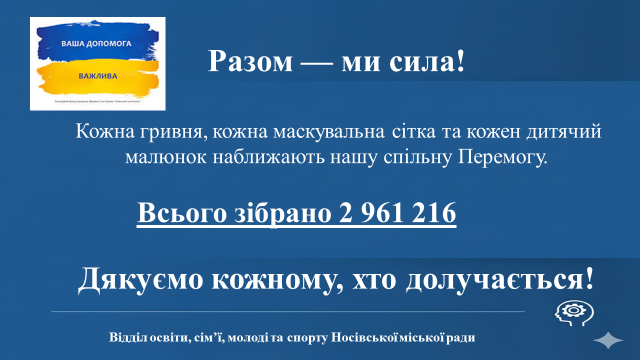 ВАША ДОПОМОГА
ВАЖЛИВА
Разом — ми сила!
Кожна гривня, кожна маскувальна сітка та кожен дитячий
малюнок наближають нашу спільну Перемогу.
Всього зібрано 2 961 216
Дякуємо кожному, хто долучається!
Відділ освіти, сім’ї, молоді та спорту Носівської міської ради